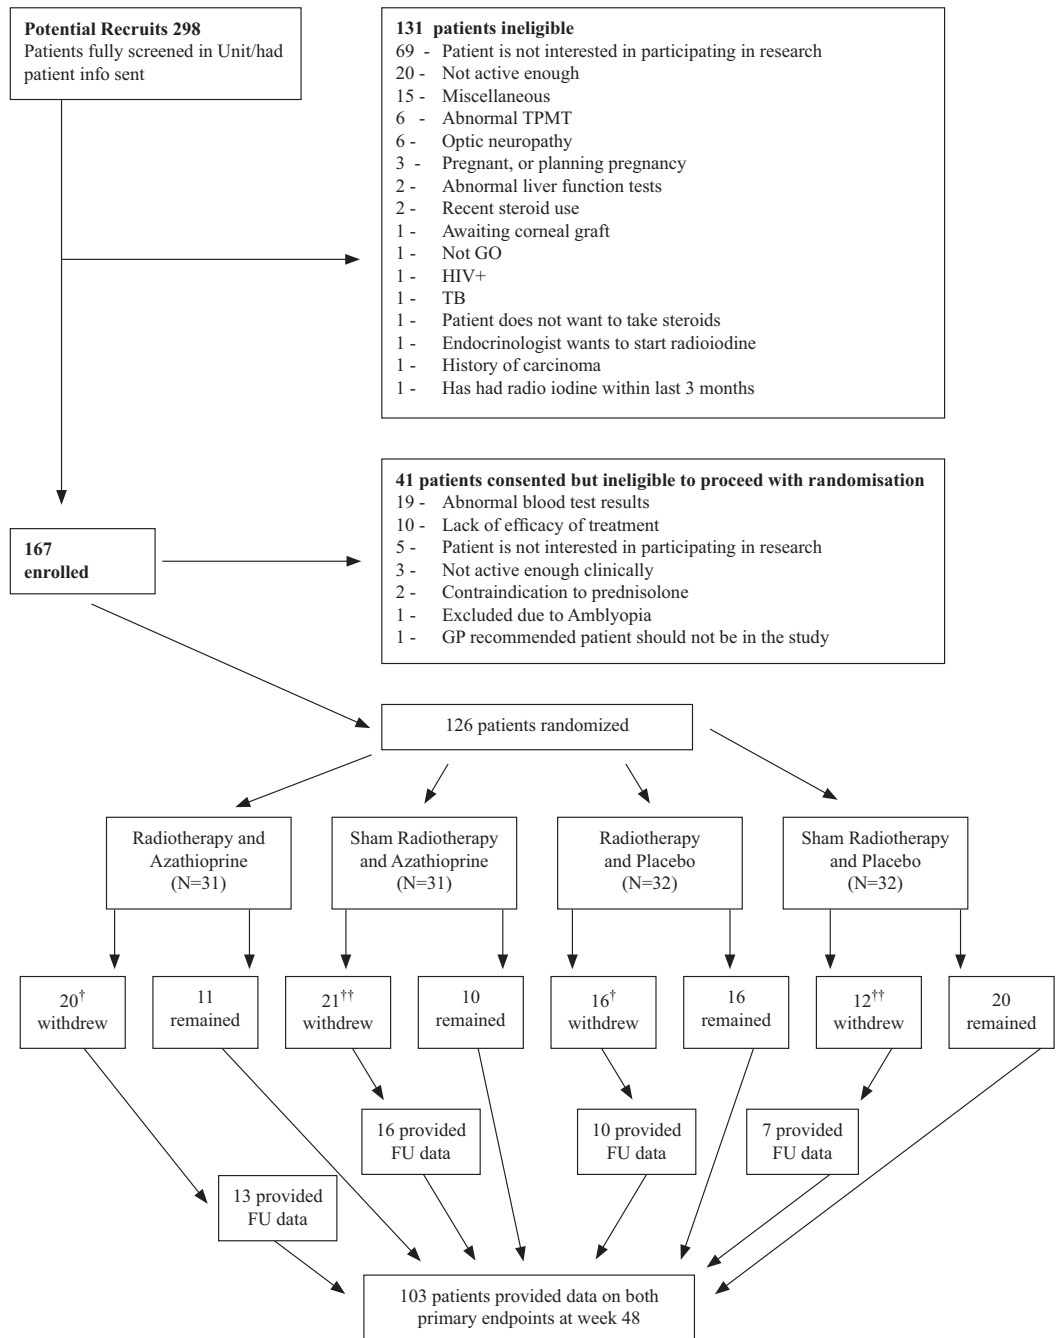 Potential Recruits 298
Patients fully screened in Unit/had
patient info sent
131 patients ineligible
69 - Patient is not interested in participating in research
20 - Not active enough
15 - Miscellaneous
6 - Abnormal TPMT
6 - Optic neuropathy
3 - Pregnant, or planning pregnancy
2 - Abnormal liver function tests
2 - Recent steroid use
1 - Awaiting corneal graft
1 - Not GO
1 - HIV+
1 - TB
1 - Patient does not want to take steroids
1 - Endocrinologist wants to start radioiodine
1 - History of carcinoma
1 - Has had radio iodine within last 3 months
167
enrolled
41 patients consented but ineligible to proceed with randomisation
19 - Abnormal blood test results
10 - Lack of efficacy of treatment
5 - Patient is not interested in participating in research
3 - Not active enough clinically
2 - Contraindication to prednisolone
1 - Excluded due to Amblyopia
1 - GP recommended patient should not be in the study
126 patients randomized
Radiotherapy and
Azathioprine
(N=31)
Sham Radiotherapy
and Azathioprine
(N=31)
Radiotherapy
and Placebo
(N=32)
Sham Radiotherapy
and Placebo
(N=32)
20†
withdrew
11
remained
21††
withdrew
10
remained
16†
withdrew
16
remained
12††
withdrew
20
remained
16 provided
FU data
10 provided
FU data
7 provided
FU data
13 provided
FU data
103 patients provided data on both
primary endpoints at week 48